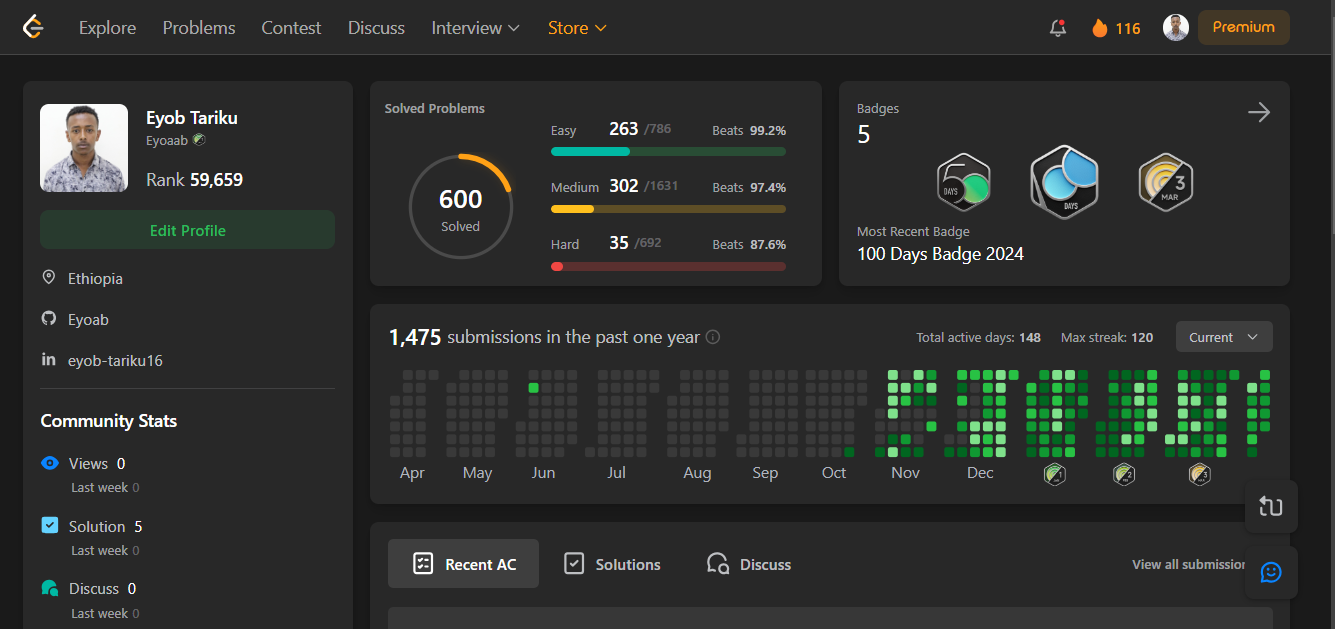 Explore Problems Contest Discuss Interview Store 116 Premium
Eyob Tariku
Eyoaab
Rank 59,659
Edit Profile
Ethiopia
Eyoab
eyob-tariku16
Community Stats
Views 0
Last week 0
Solution 5
Last week 0
Discuss 0
Last week 0
Solved Problems
600
Solved
Easy 263 /786 Beats 99.2%
Medium 302 /1631 Beats 97.4%
Hard 35 /692 Beats 87.6%
Badges
5
50
DAYS
DAYS
3
MAR
Most Recent Badge
100 Days Badge 2024
1,475 submissions in the past one year Total active days: 148 Max streak: 120 Current
Apr May Jun Jul Aug Sep Oct Nov Dec
Recent AC Solutions Discuss View all submission